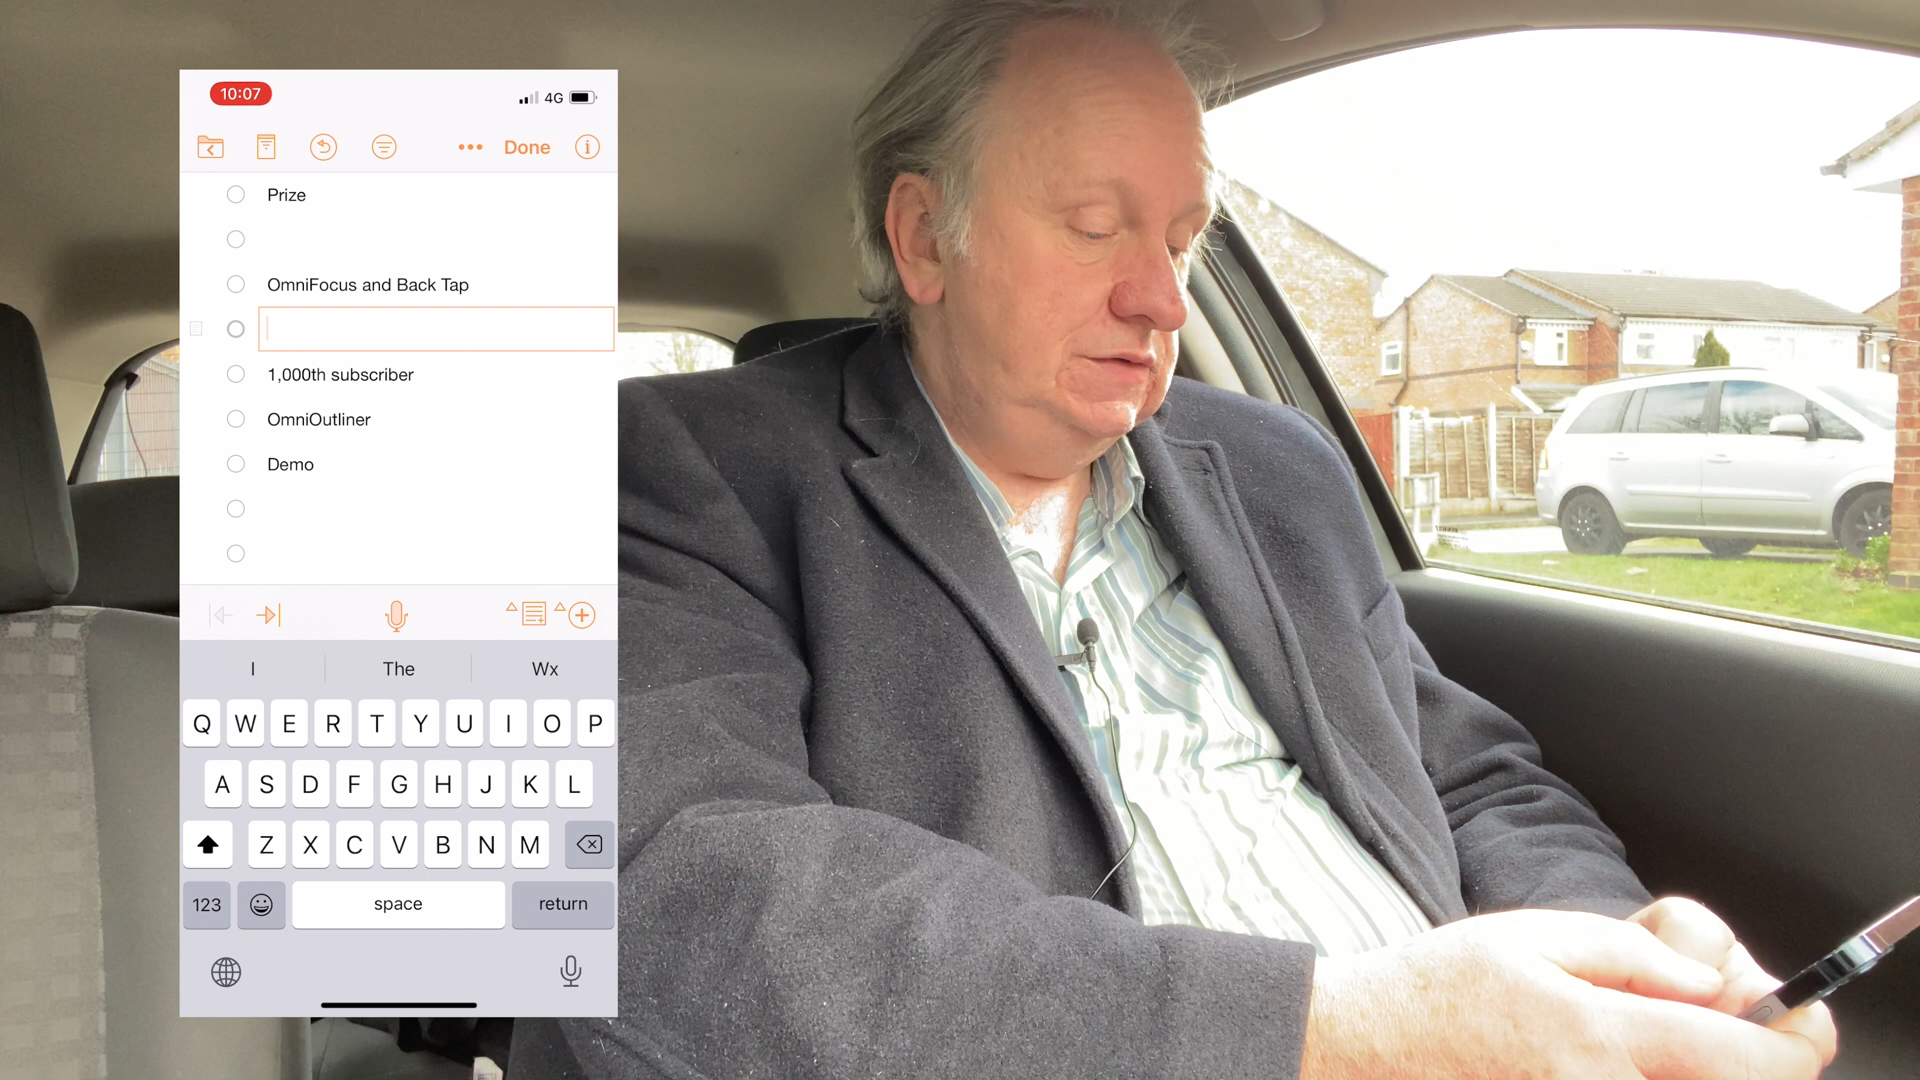 10:07
4G
Done
Prize
OmniFocus and Back Tap
1,000th subscriber
OmniOutliner
Demo
I The Wx
Q W E R T Y U I O P
A S D F G H J K L
Z X C V B N M
123 space return